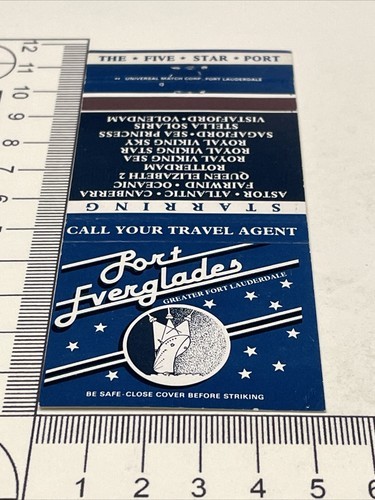 THE • FIVE • STAR • PORT
UNIVERSAL MATCH CORP., FORT LAUDERDALE
STARRING
ASTOR • ATLANTIC • CANBERRA
FAIRWIND • OCEANIC
QUEEN ELIZABETH 2
ROTTERDAM
ROYAL VIKING SEA
ROYAL VIKING STAR
ROYAL VIKING SKY
SAGAFJORD • SEA PRINCESS
STELLA SOLARIS
VISTAFJORD • VOLENDAM
CALL YOUR TRAVEL AGENT
Port
Everglades
GREATER FORT LAUDERDALE
BE SAFE - CLOSE COVER BEFORE STRIKING
12
11
10
9
8
7
6
1
2
3
4
5
6